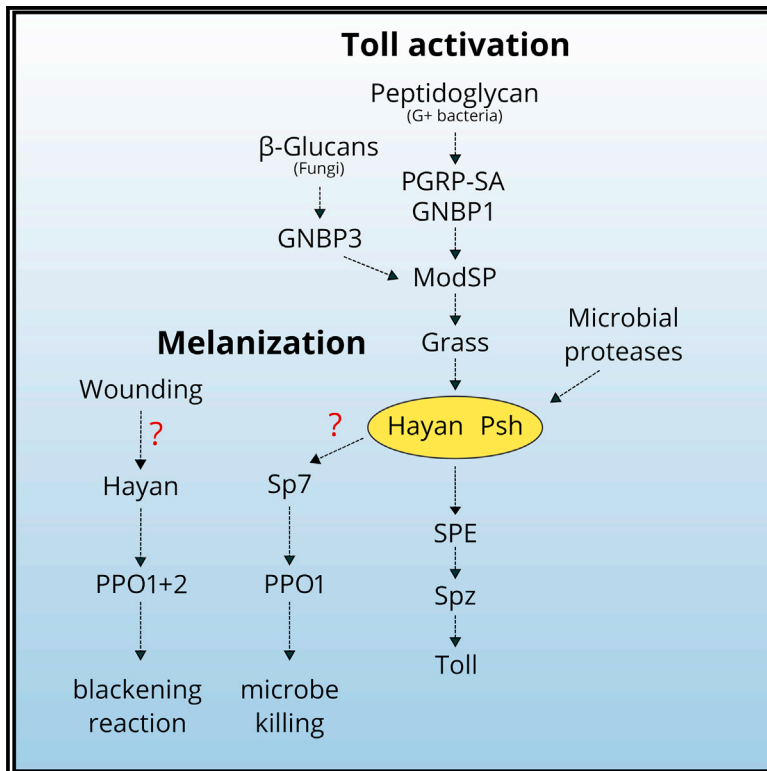 Toll activation
Peptidoglycan
(G+ bacteria)
β-Glucans
(Fungi)
PGRP-SA
GNBP1
GNBP3
ModSP
Microbial
proteases
Melanization
Grass
Wounding
?
?
Hayan Psh
Hayan
Sp7
SPE
PPO1+2
PPO1
Spz
Toll
blackening
reaction
microbe
killing